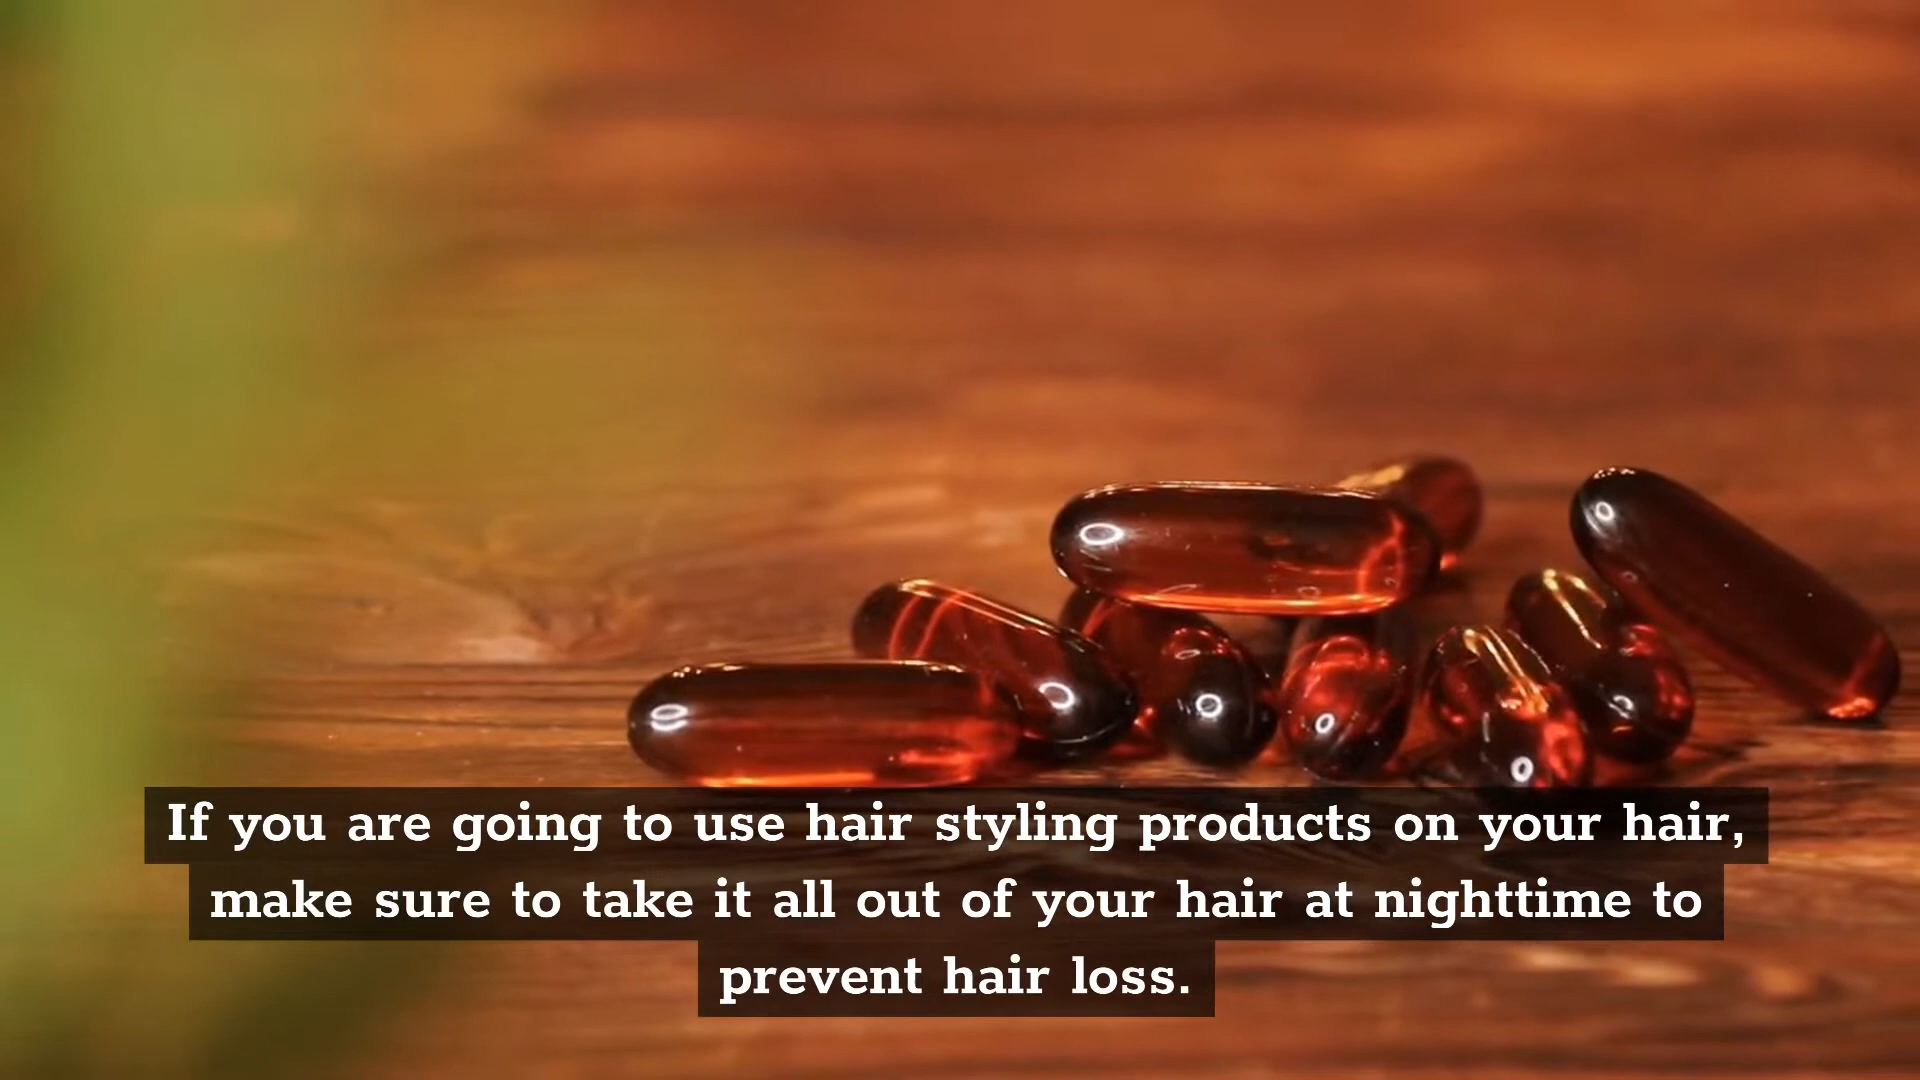 If you are going to use hair styling products on your hair,
make sure to take it all out of your hair at nighttime to
prevent hair loss.